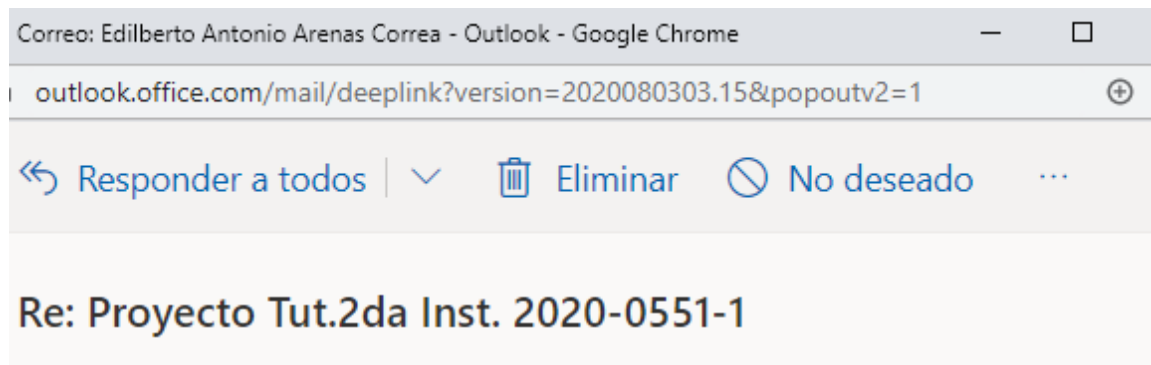 Correo: Edilberto Antonio Arenas Correa - Outlook - Google Chrome
outlook.office.com/mail/deeplink?version=2020080303.15&popoutv2=1
Responder a todos Eliminar No deseado ...
Re: Proyecto Tut.2da Inst. 2020-0551-1